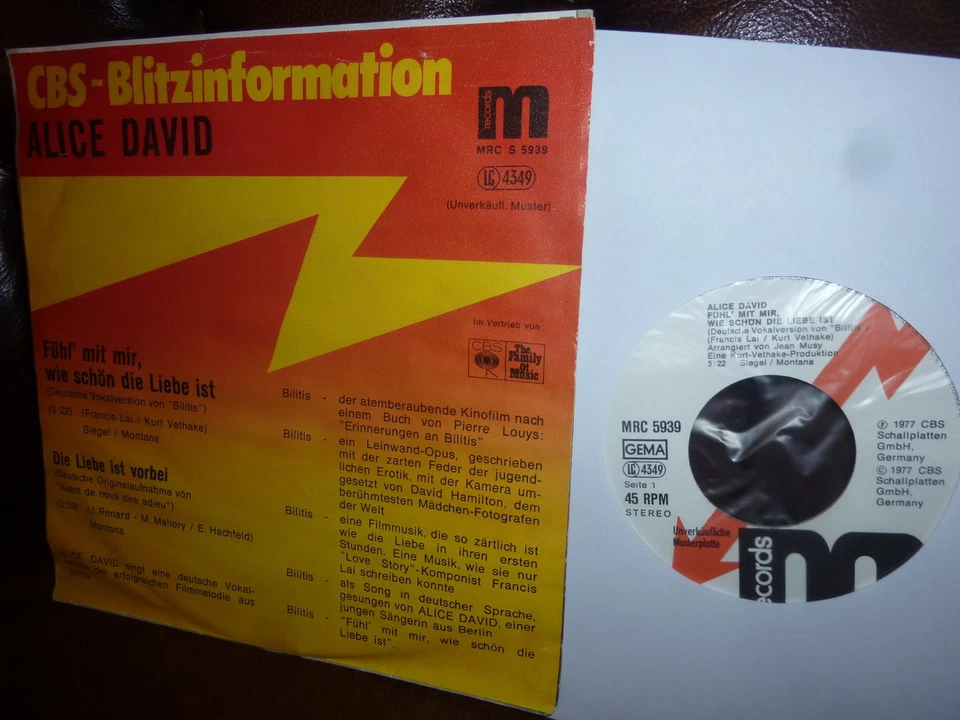 CBS-Blitzinformation
ALICE DAVID
records m
MRC S 5939
LC 4349
(Unverkäufl. Muster)
Im Vertrieb von
CBS
The Family Of Music
Fühl' mit mir,
wie schön die Liebe ist
(Deutsche Vokalversion von "Bilitis")
(3:22) (Francis Lai / Kurt Vethake)
Siegel / Montana
Die Liebe ist vorbei
(Deutsche Originalaufnahme von
"Avant de nous dire adieu")
(3:59) (J. Renard - M. Mallory / E. Hachfeld)
Montana
ALICE DAVID singt eine deutsche Vokal-
der erfolgreichen Filmmelodie aus
Bilitis - der atemberaubende Kinofilm nach
einem Buch von Pierre Louys:
"Erinnerungen an Bilitis"
Bilitis - ein Leinwand-Opus, geschrieben
mit der zarten Feder der jugend-
lichen Erotik, mit der Kamera um-
gesetzt von David Hamilton, dem
berühmtesten Mädchen-Fotografen
der Welt
Bilitis - eine Filmmusik, die so zärtlich ist
wie die Liebe in ihren ersten
Stunden. Eine Musik, wie sie nur
"Love Story"-Komponist Francis
Lai schreiben konnte
Bilitis - als Song in deutscher Sprache,
gesungen von ALICE DAVID, einer
jungen Sängerin aus Berlin
Bilitis - "Fühl' mit mir, wie schön die
Liebe ist".
ALICE DAVID
FÜHL' MIT MIR,
WIE SCHÖN DIE LIEBE IST
(Deutsche Vokalversion von "Bilitis")
(Francis Lai / Kurt Vethake)
Arrangiert von Jean Musy
Eine Kurt-Vethake-Produktion
3:22 Siegel / Montana
MRC 5939
GEMA
LC 4349
Seite 1
45 RPM
STEREO
℗ 1977 CBS
Schallplatten
GmbH,
Germany
© 1977 CBS
Schallplatten
GmbH,
Germany
Unverkäufliche
Musterplatte
records m